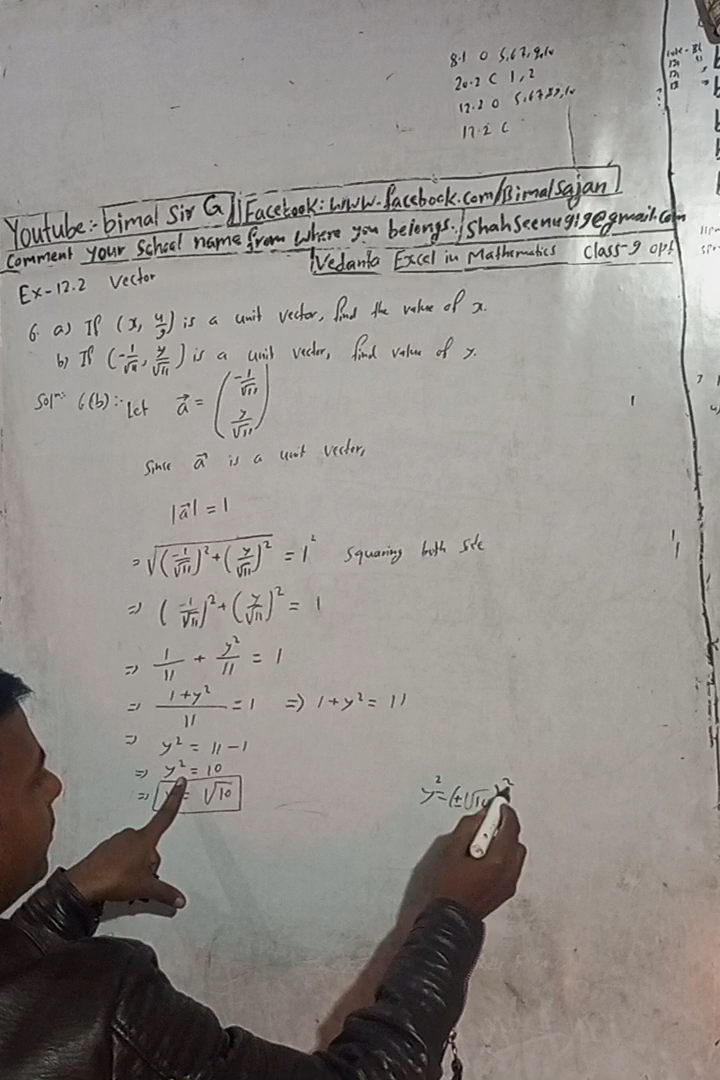 8.1 O 5,6,7,9,10
20.2 C 1,2
12.2 O 5,6,7,8,9,10
17.2 C
Youtube:- bimal Sir G || Facebook: www.facebook.com/BimalSajan
Comment your School name from where you belongs. / Shahseenu919@gmail.com
Vedanta Excel in Mathematics Class-9 opt
Ex-12.2 Vector
6. a) If (x, 4/9) is a unit vector, find the value of x.
b) If (-1/√11, y/√11) is a unit vector, find value of y.
Solⁿ: 6(b):- Let a⃗ = (-1/√11 y/√11)
Since a⃗ is a unit vector,
|a⃗| = 1
=> √((-1/√11)² + (y/√11)²) = 1² Squaring both side
=> (-1/√11)² + (y/√11)² = 1
=> 1/11 + y²/11 = 1
=> (1+y²)/11 = 1 => 1+y² = 11
=> y² = 11-1
=> y² = 10
=> = √10
y² = (±√10)²